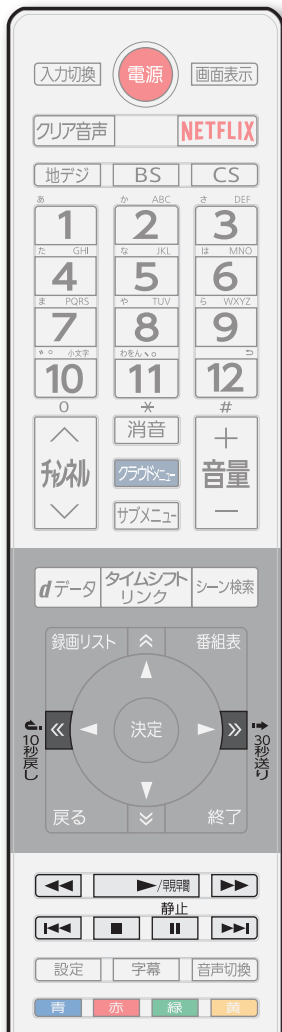 入力切換 電源 画面表示
クリア音声 NETFLIX
地デジ BS CS
あ か ABC さ DEF
1 2 3
た GHI な JKL は MNO
4 5 6
ま PQRS や TUV ら WXYZ
7 8 9
小文字 わをん、。
10 11 12
0 * #
チャンネル 消音 + 音量 −
クラウドメニュー
サブメニュー
dデータ タイムシフトリンク シーン検索
録画リスト 番組表
10秒戻し 決定 30秒送り
戻る 終了
/早見早聞
静止
設定 字幕 音声切換
青 赤 緑 黄